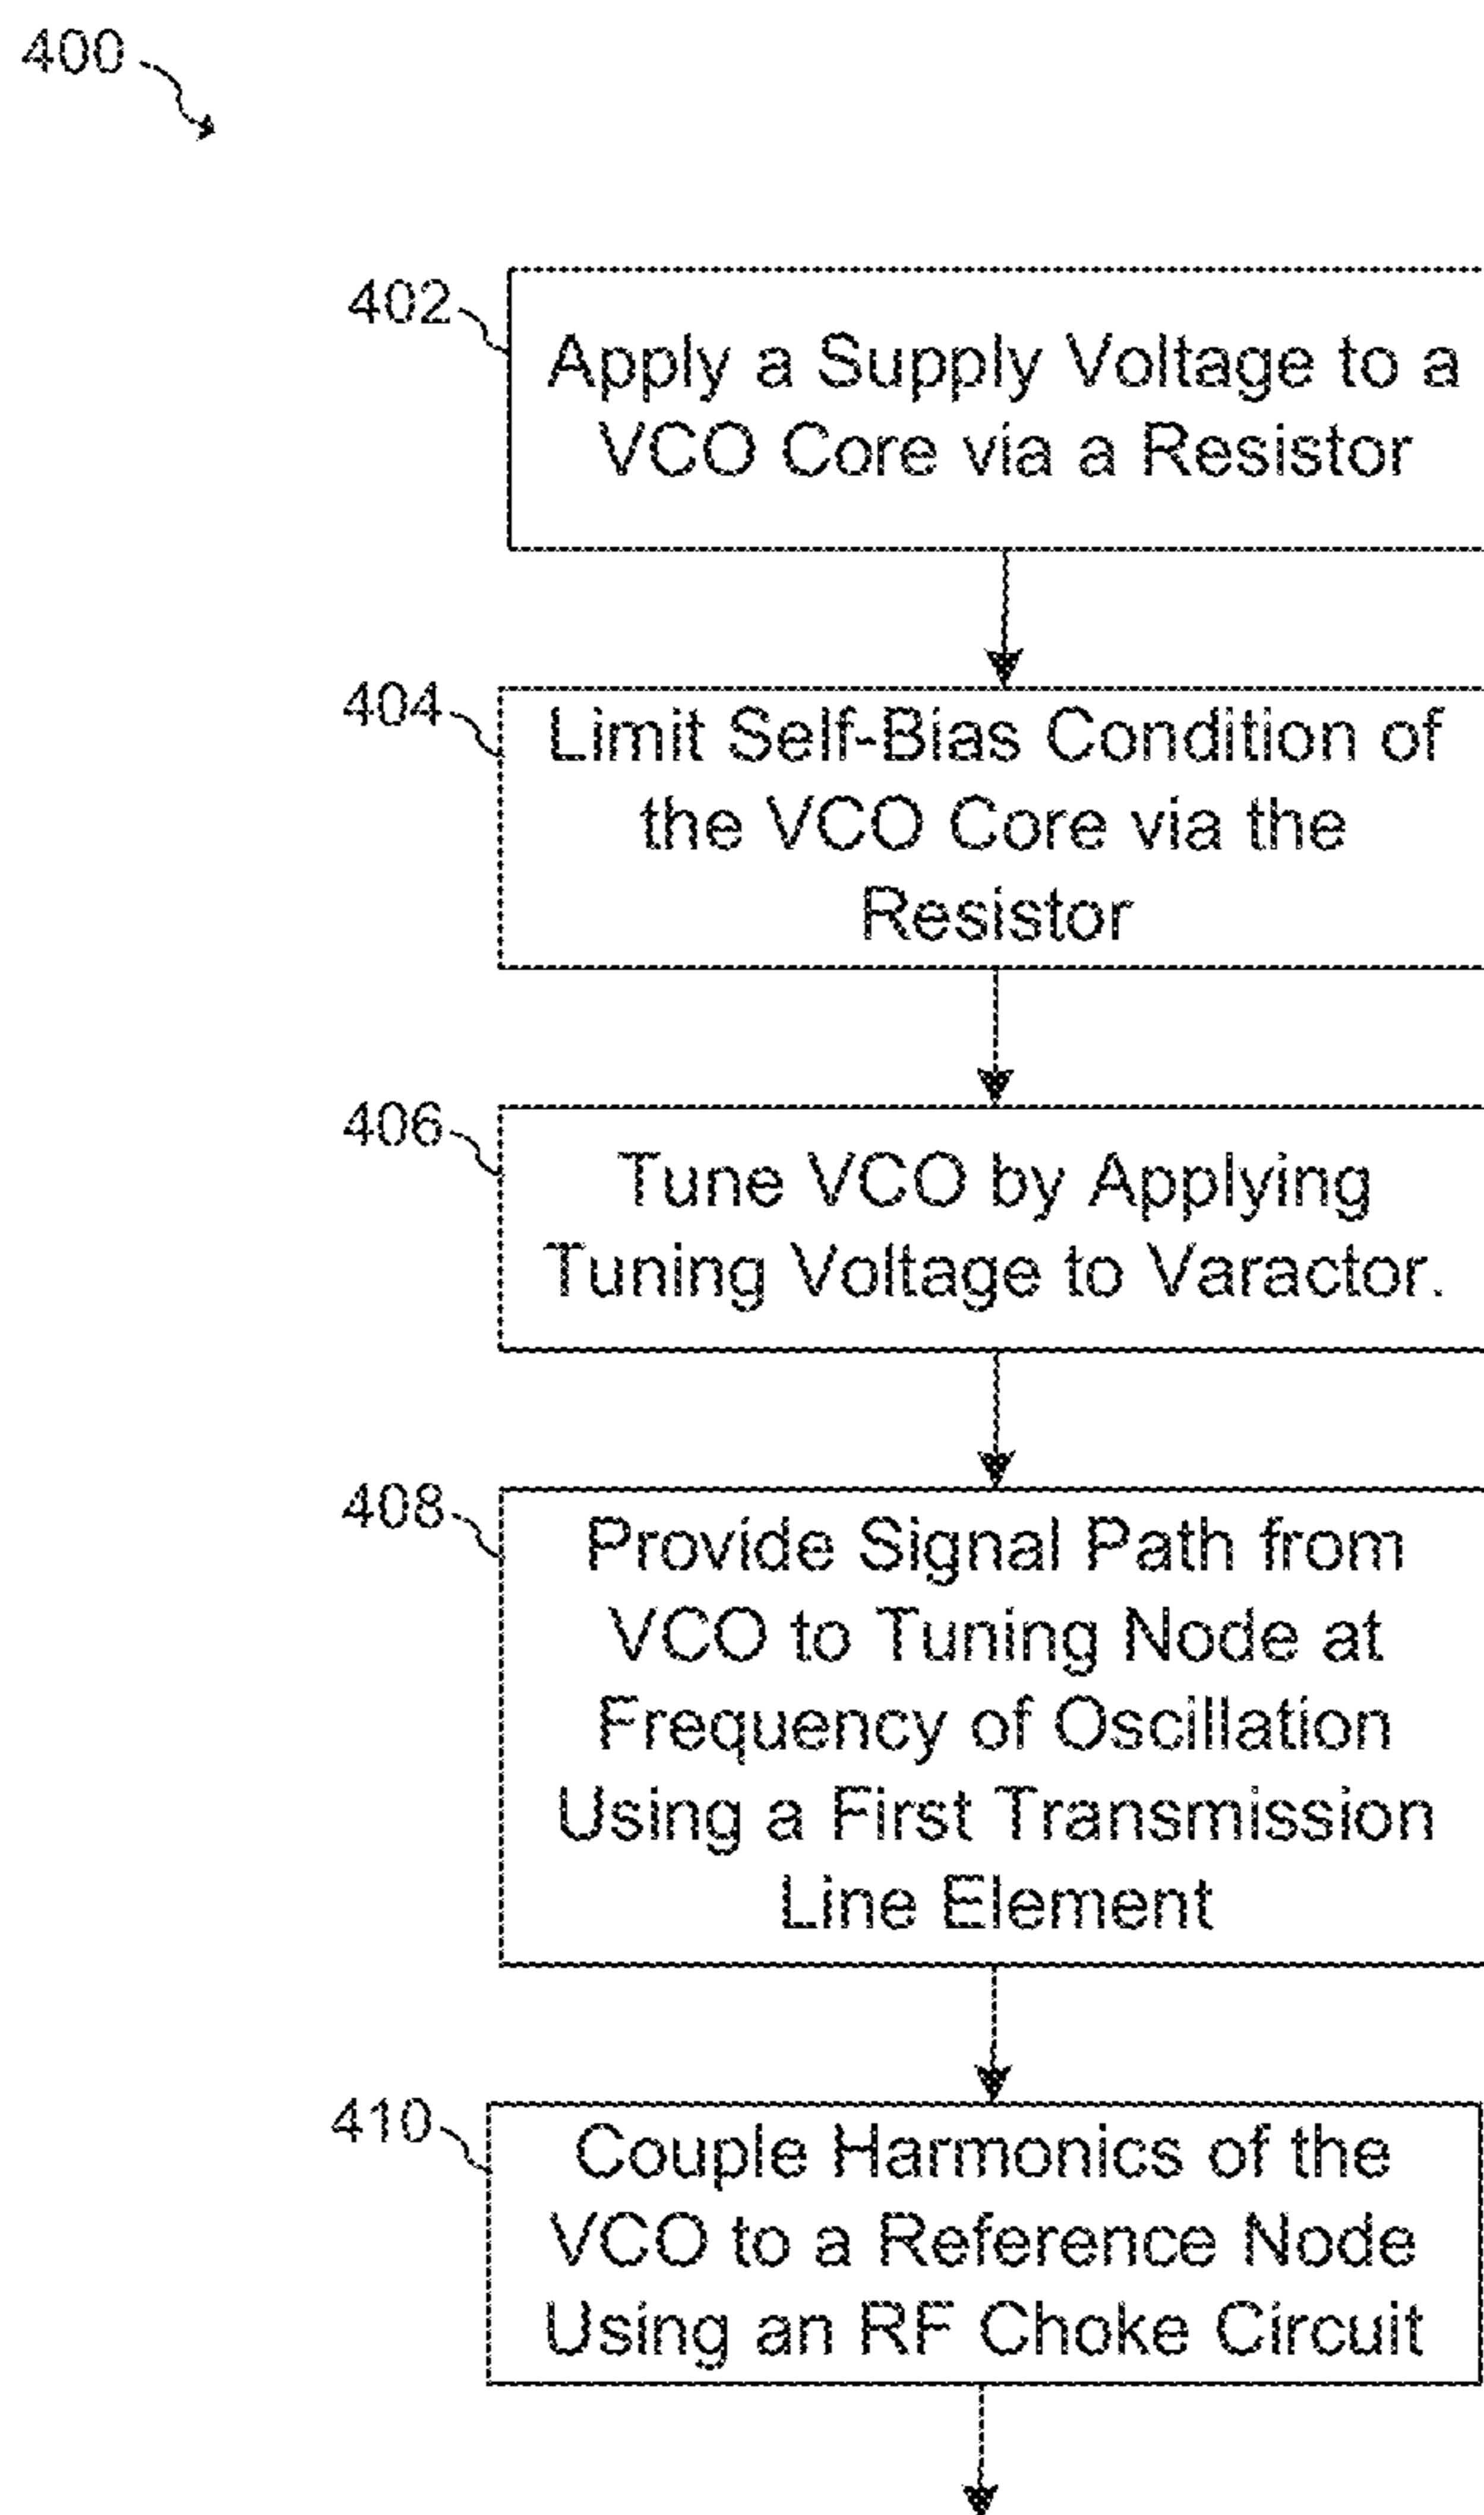 400
402
Apply a Supply Voltage to a
VCO Core via a Resistor
404
Limit Self-Bias Condition of
the VCO Core via the
Resistor
406
Tune VCO by Applying
Tuning Voltage to Varactor.
408
Provide Signal Path from
VCO to Tuning Node at
Frequency of Oscillation
Using a First Transmission
Line Element
410
Couple Harmonics of the
VCO to a Reference Node
Using an RF Choke Circuit